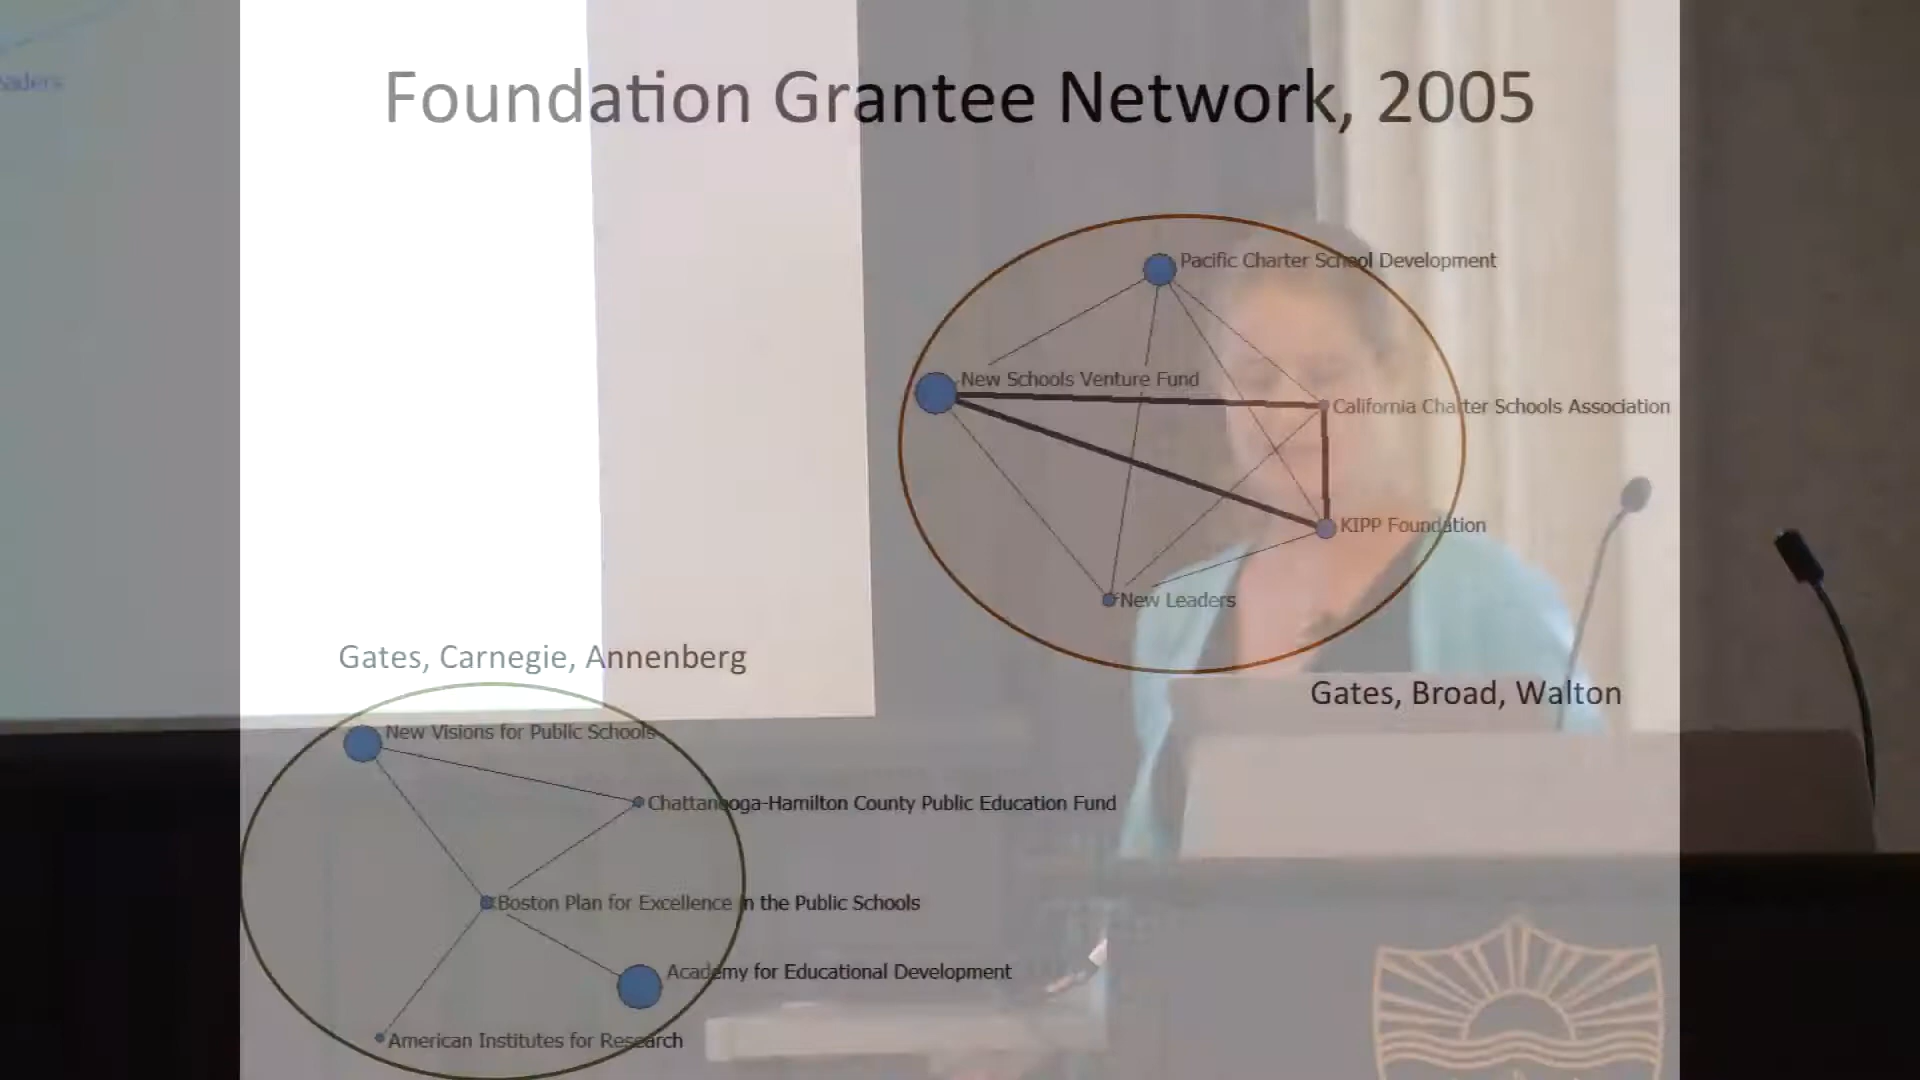 Foundation Grantee Network, 2005
Pacific Charter School Development
New Schools Venture Fund
California Charter Schools Association
KIPP Foundation
New Leaders
Gates, Carnegie, Annenberg
Gates, Broad, Walton
New Visions for Public Schools
Chattanooga-Hamilton County Public Education Fund
Boston Plan for Excellence in the Public Schools
Academy for Educational Development
American Institutes for Research